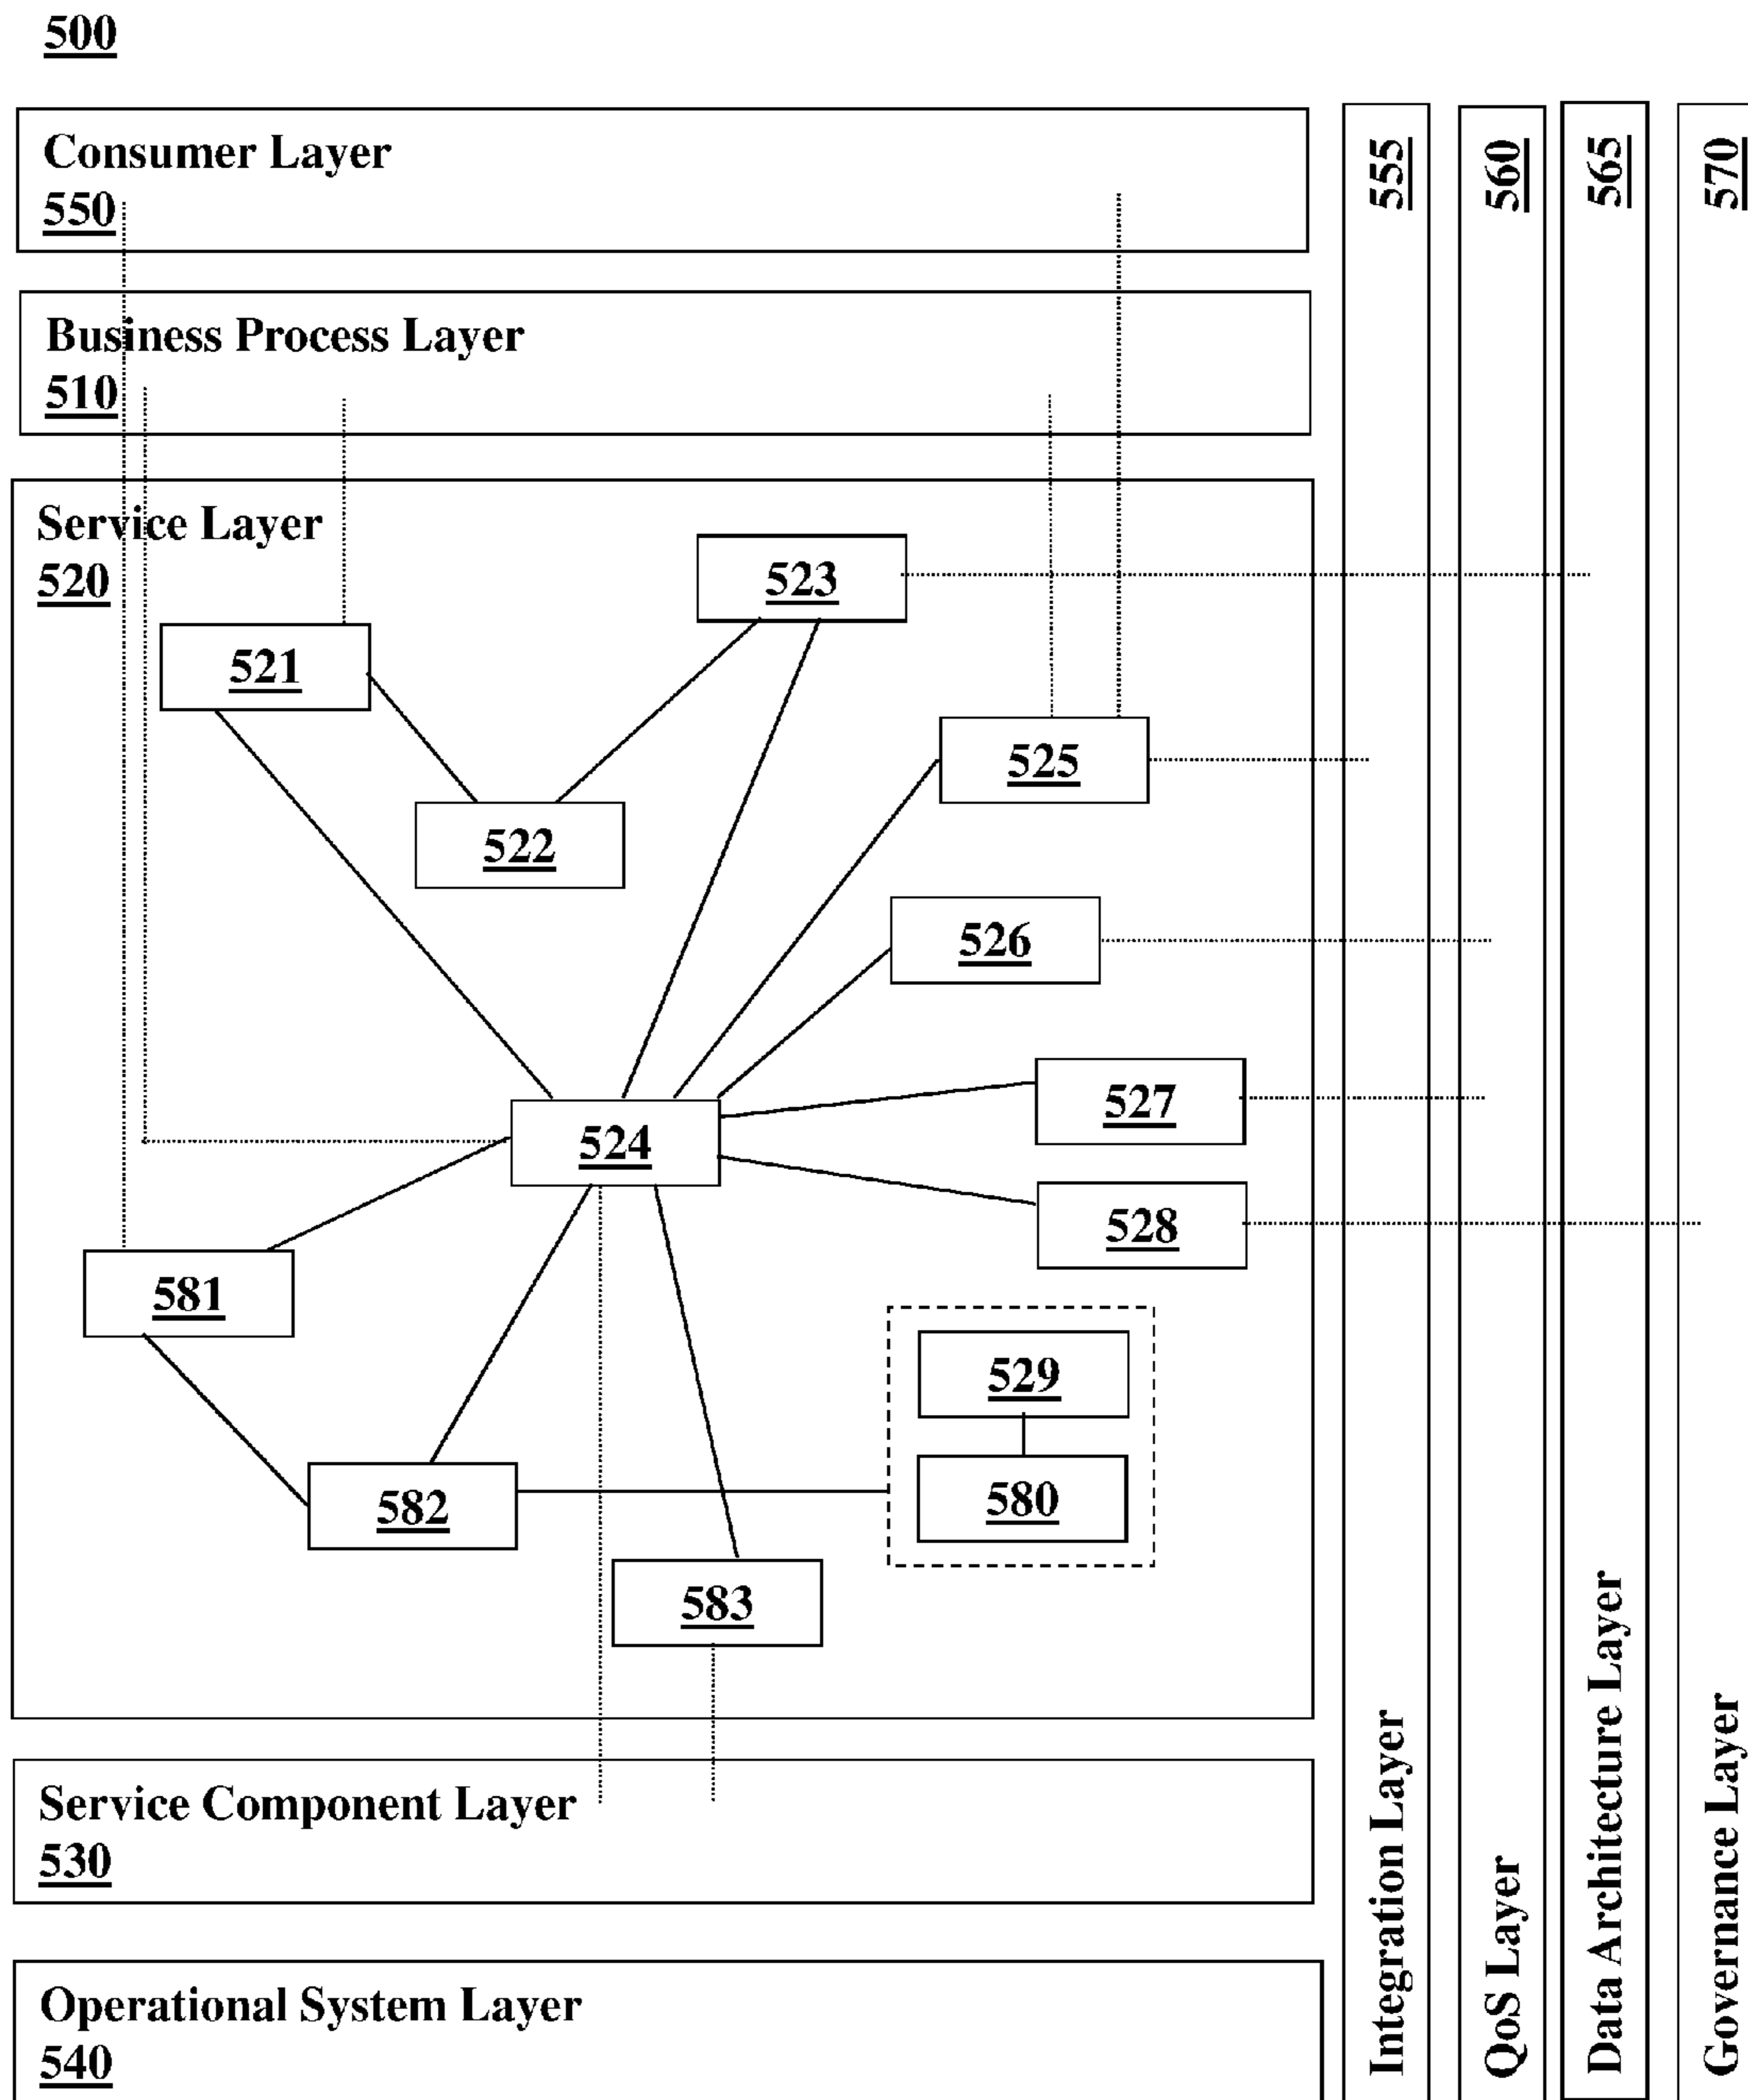 500
Consumer Layer
550
Business Process Layer
510
Service Layer
520
523
521
525
522
526
527
524
528
581
529
580
582
583
Service Component Layer
530
Operational System Layer
540
555
Integration Layer
560
QoS Layer
565
Data Architecture Layer
570
Governance Layer